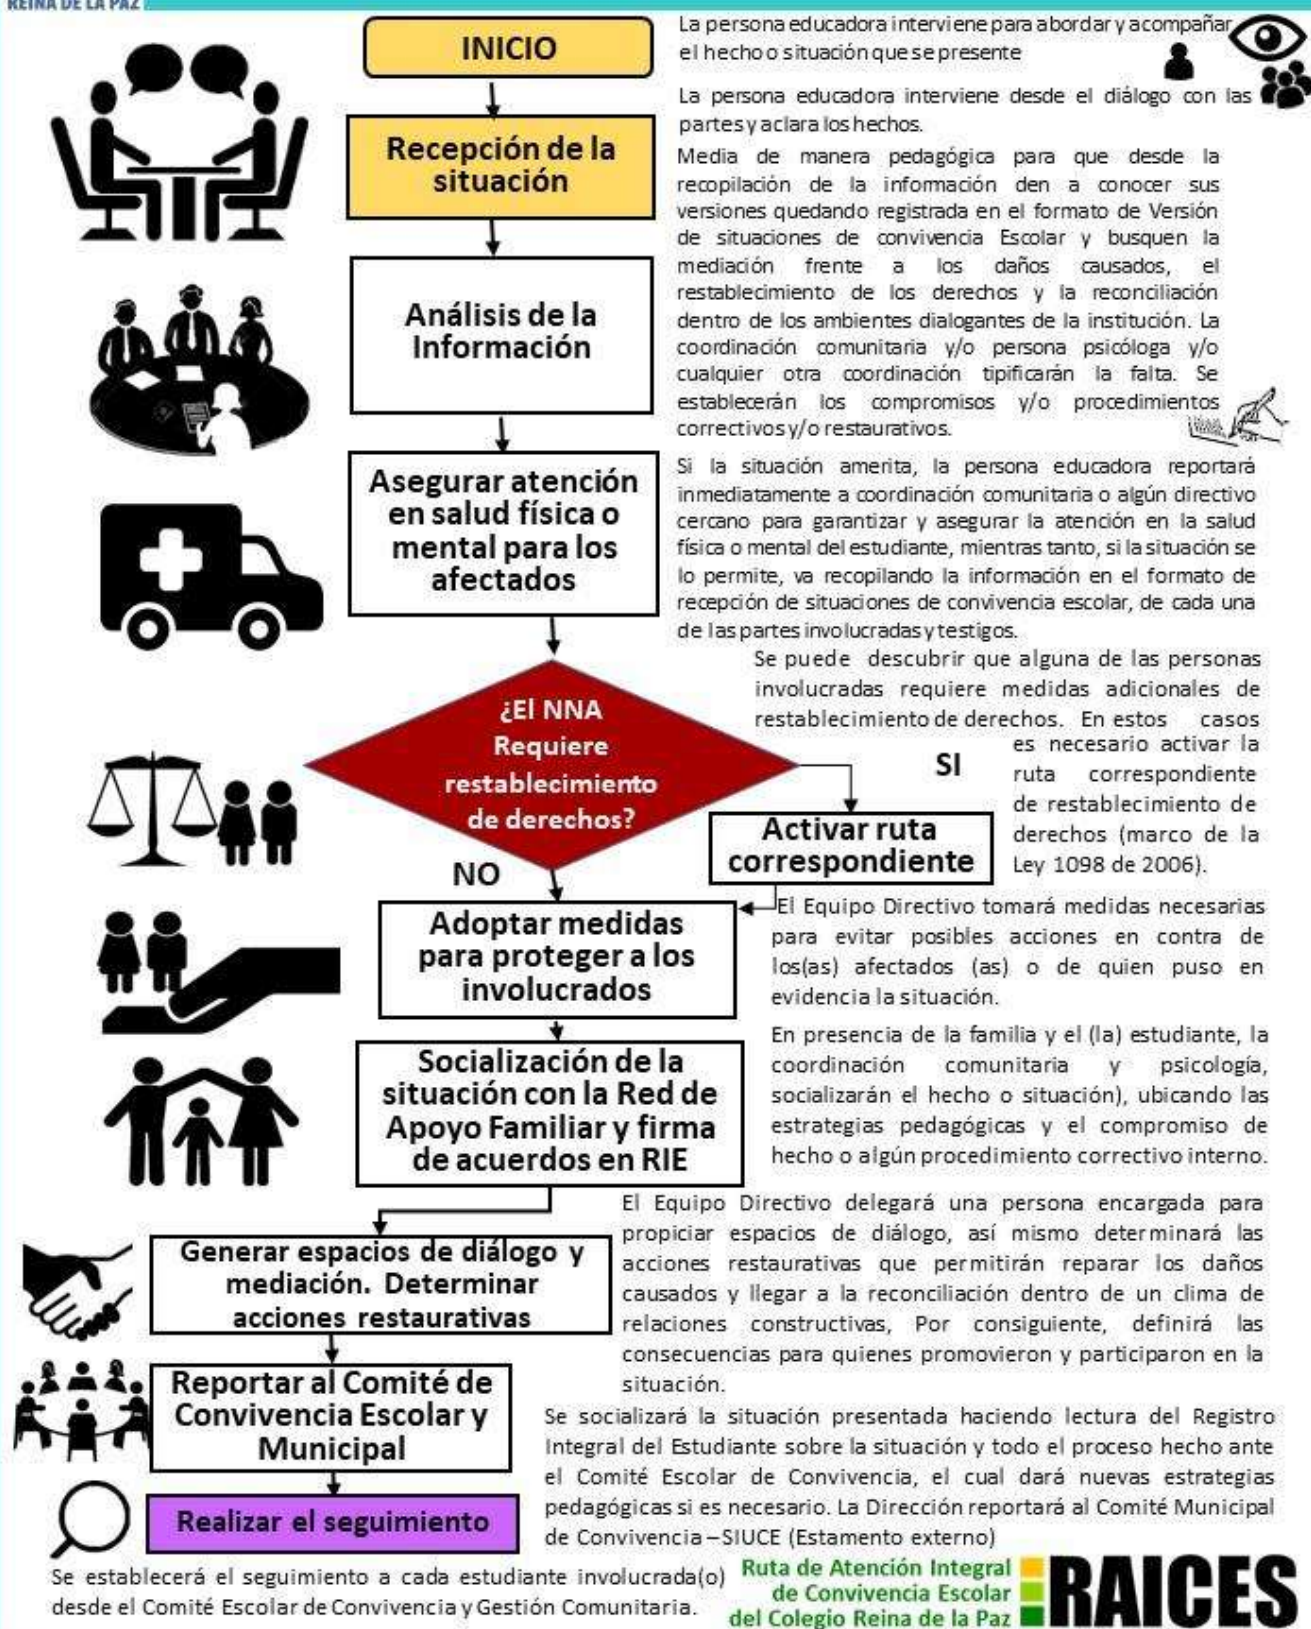 REINA DE LA PAZ
INICIO
La persona educadora interviene para abordar y acompañar
el hecho o situación que se presente
La persona educadora interviene desde el diálogo con las
partes y aclara los hechos.
Recepción de la
situación
Media de manera pedagógica para que desde la
recopilación de la información den a conocer sus
versiones quedando registrada en el formato de Versión
de situaciones de convivencia Escolar y busquen la
mediación frente a los daños causados, el
restablecimiento de los derechos y la reconciliación
dentro de los ambientes dialogantes de la institución. La
coordinación comunitaria y/o persona psicóloga y/o
cualquier otra coordinación tipificarán la falta. Se
establecerán los compromisos y/o procedimientos
correctivos y/o restaurativos.
Análisis de la
Información
Asegurar atención
en salud física o
mental para los
afectados
Si la situación amerita, la persona educadora reportará
inmediatamente a coordinación comunitaria o algún directivo
cercano para garantizar y asegurar la atención en la salud
física o mental del estudiante, mientras tanto, si la situación se
lo permite, va recopilando la información en el formato de
recepción de situaciones de convivencia escolar, de cada una
de las partes involucradas y testigos.
¿El NNA
Requiere
restablecimiento
de derechos?
Se puede descubrir que alguna de las personas
involucradas requiere medidas adicionales de
restablecimiento de derechos. En estos casos
es necesario activar la
ruta correspondiente
de restablecimiento de
derechos (marco de la
Ley 1098 de 2006).
SI
Activar ruta
correspondiente
NO
Adoptar medidas
para proteger a los
involucrados
El Equipo Directivo tomará medidas necesarias
para evitar posibles acciones en contra de
los(as) afectados (as) o de quien puso en
evidencia la situación.
Socialización de la
situación con la Red de
Apoyo Familiar y firma
de acuerdos en RIE
En presencia de la familia y el (la) estudiante, la
coordinación comunitaria y psicología,
socializarán el hecho o situación), ubicando las
estrategias pedagógicas y el compromiso de
hecho o algún procedimiento correctivo interno.
Generar espacios de diálogo y
mediación. Determinar
acciones restaurativas
El Equipo Directivo delegará una persona encargada para
propiciar espacios de diálogo, así mismo determinará las
acciones restaurativas que permitirán reparar los daños
causados y llegar a la reconciliación dentro de un clima de
relaciones constructivas, Por consiguiente, definirá las
consecuencias para quienes promovieron y participaron en la
situación.
Reportar al Comité de
Convivencia Escolar y
Municipal
Se socializará la situación presentada haciendo lectura del Registro
Integral del Estudiante sobre la situación y todo el proceso hecho ante
el Comité Escolar de Convivencia, el cual dará nuevas estrategias
pedagógicas si es necesario. La Dirección reportará al Comité Municipal
de Convivencia – SIUCE (Estamento externo)
Realizar el seguimiento
Se establecerá el seguimiento a cada estudiante involucrada(o)
desde el Comité Escolar de Convivencia y Gestión Comunitaria.
Ruta de Atención Integral
de Convivencia Escolar
del Colegio Reina de la Paz
RAICES